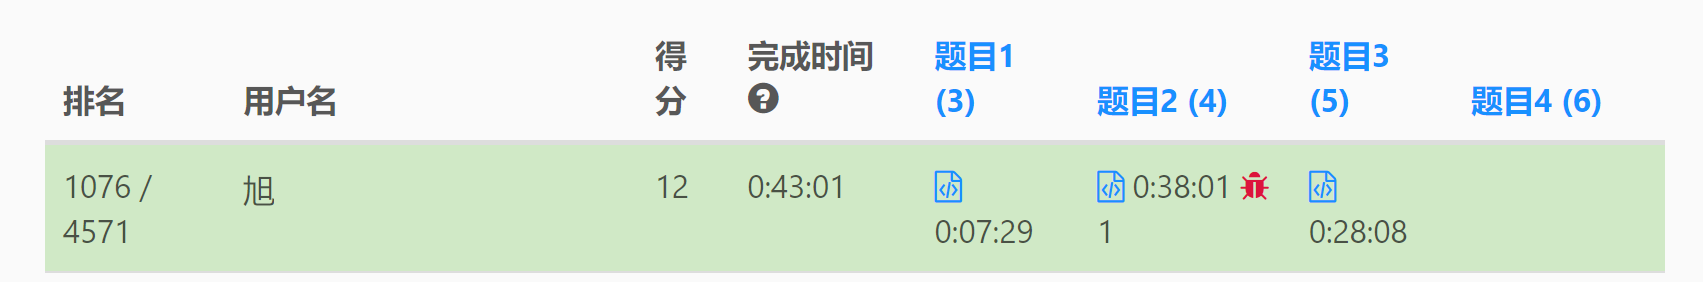 排名 用户名 得分 完成时间 题目1 (3) 题目2 (4) 题目3 (5) 题目4 (6)
1076 / 4571 旭 12 0:43:01 0:07:29 0:38:01 1 0:28:08